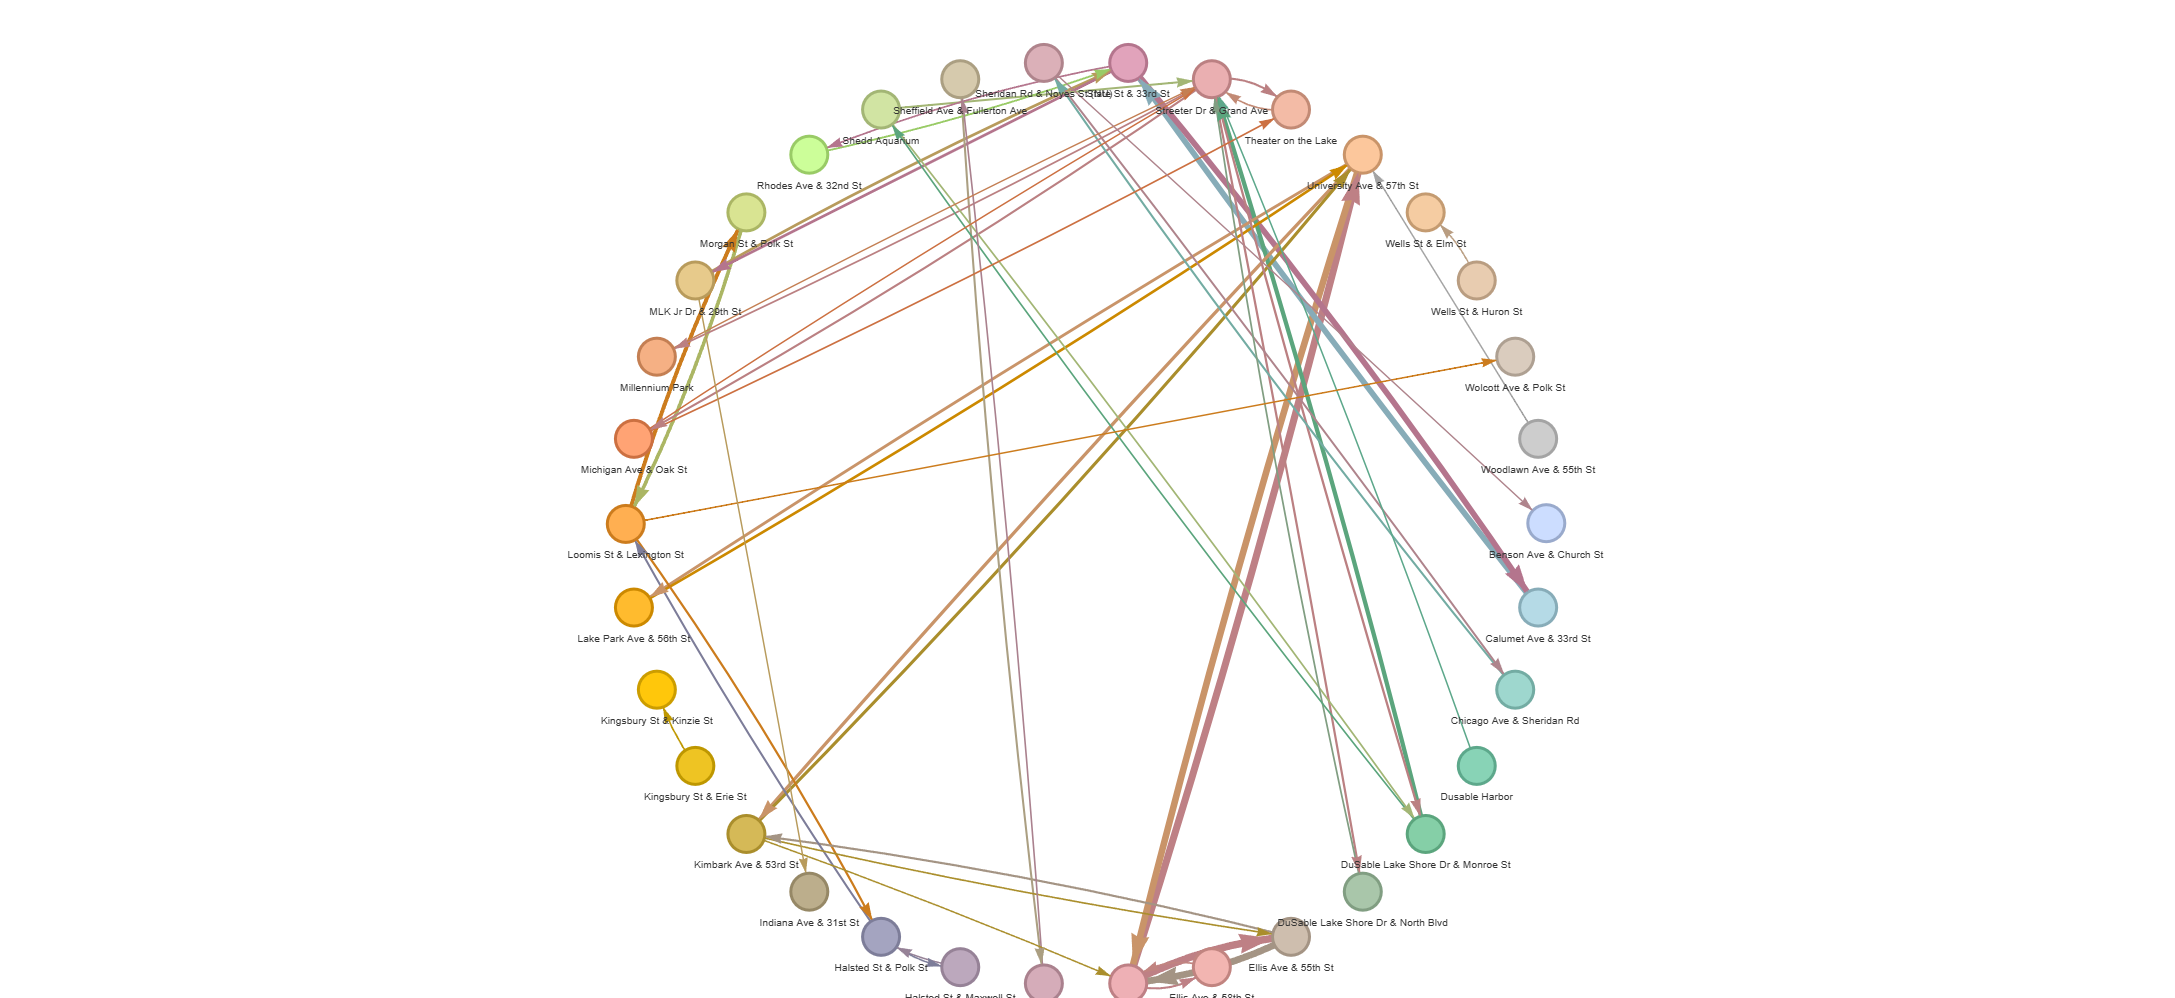 Sheridan Rd & Noyes St (NU)
State St & 33rd St
Sheffield Ave & Fullerton Ave
Streeter Dr & Grand Ave
Shedd Aquarium
Theater on the Lake
Rhodes Ave & 32nd St
University Ave & 57th St
Morgan St & Polk St
Wells St & Elm St
MLK Jr Dr & 29th St
Wells St & Huron St
Millennium Park
Wolcott Ave & Polk St
Michigan Ave & Oak St
Woodlawn Ave & 55th St
Loomis St & Lexington St
Benson Ave & Church St
Lake Park Ave & 56th St
Calumet Ave & 33rd St
Kingsbury St & Kinzie St
Chicago Ave & Sheridan Rd
Kingsbury St & Erie St
Dusable Harbor
Kimbark Ave & 53rd St
DuSable Lake Shore Dr & Monroe St
Indiana Ave & 31st St
DuSable Lake Shore Dr & North Blvd
Halsted St & Polk St
Ellis Ave & 55th St
Halsted St & Maxwell St
Ellis Ave & 58th St